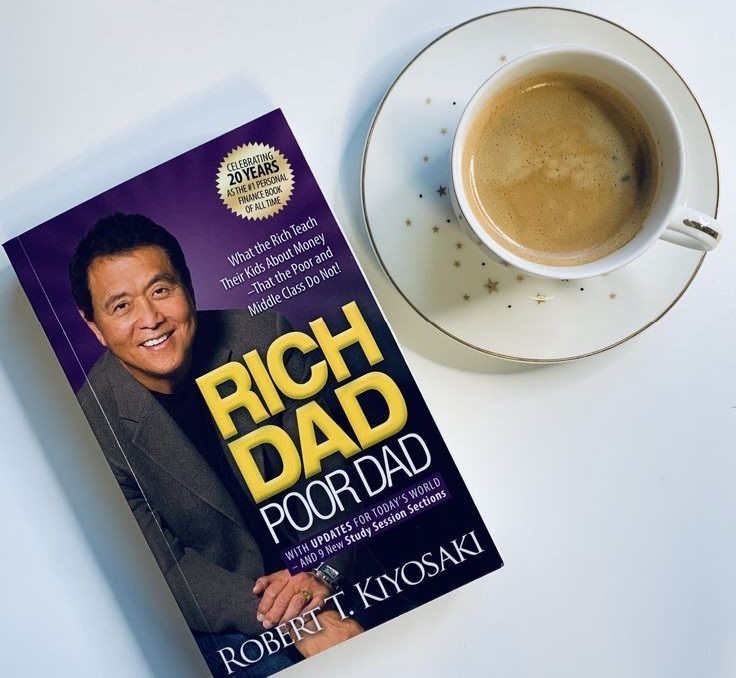 CELEBRATING
20 YEARS
AS THE #1 PERSONAL
FINANCE BOOK
OF ALL TIME
What the Rich Teach
Their Kids About Money
–That the Poor and
Middle Class Do Not!
RICH
DAD
POOR DAD
WITH UPDATES FOR TODAY'S WORLD
– AND 9 New Study Session Sections
ROBERT T. KIYOSAKI